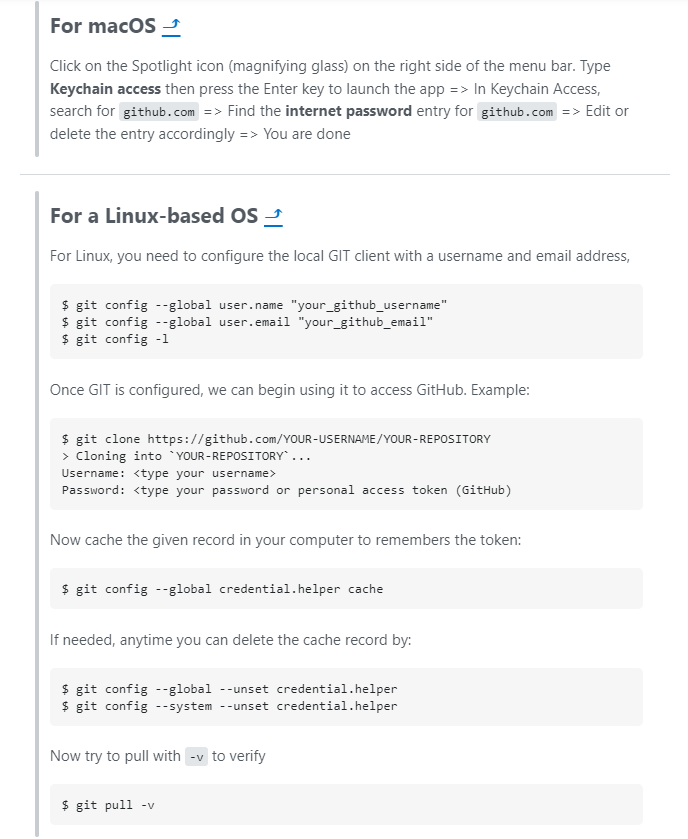 For macOS
Click on the Spotlight icon (magnifying glass) on the right side of the menu bar. Type
Keychain access then press the Enter key to launch the app => In Keychain Access,
search for github.com => Find the internet password entry for github.com => Edit or
delete the entry accordingly => You are done
For a Linux-based OS
For Linux, you need to configure the local GIT client with a username and email address,
$ git config --global user.name "your_github_username"
$ git config --global user.email "your_github_email"
$ git config -l
Once GIT is configured, we can begin using it to access GitHub. Example:
$ git clone https://github.com/YOUR-USERNAME/YOUR-REPOSITORY
> Cloning into `YOUR-REPOSITORY`...
Username: <type your username>
Password: <type your password or personal access token (GitHub)
Now cache the given record in your computer to remembers the token:
$ git config --global credential.helper cache
If needed, anytime you can delete the cache record by:
$ git config --global --unset credential.helper
$ git config --system --unset credential.helper
Now try to pull with -v to verify
$ git pull -v